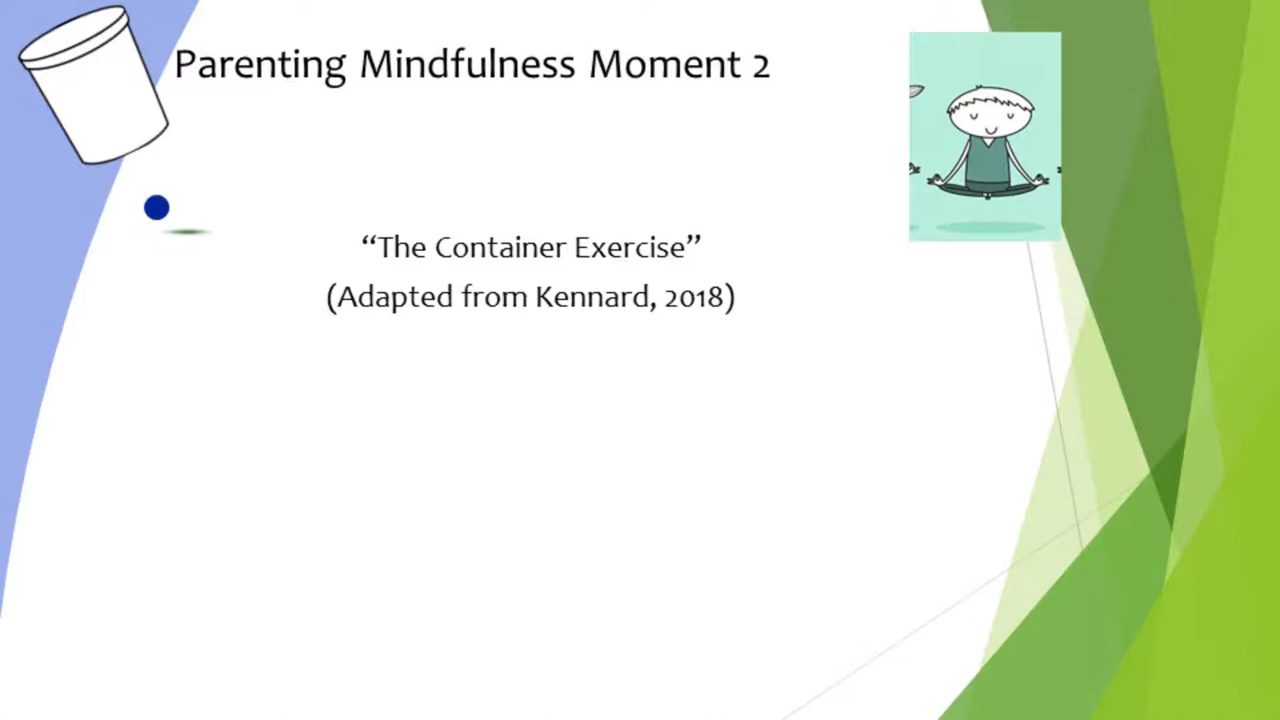 Parenting Mindfulness Moment 2
“The Container Exercise”
(Adapted from Kennard, 2018)